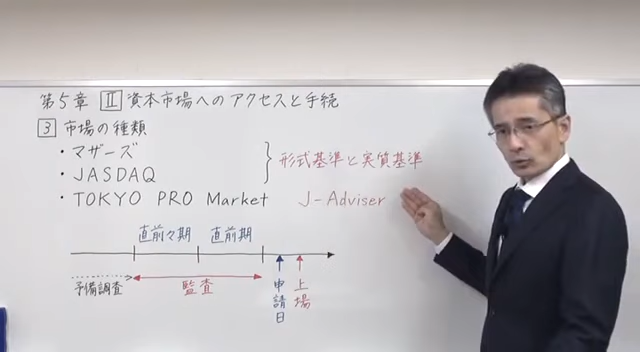 第5章 Ⅱ 資本市場へのアクセスと手続
3 市場の種類
・マザーズ
・JASDAQ
形式基準と実質基準
・TOKYO PRO Market J-Adviser
直前々期 直前期
予備調査 監査 申請日 上場